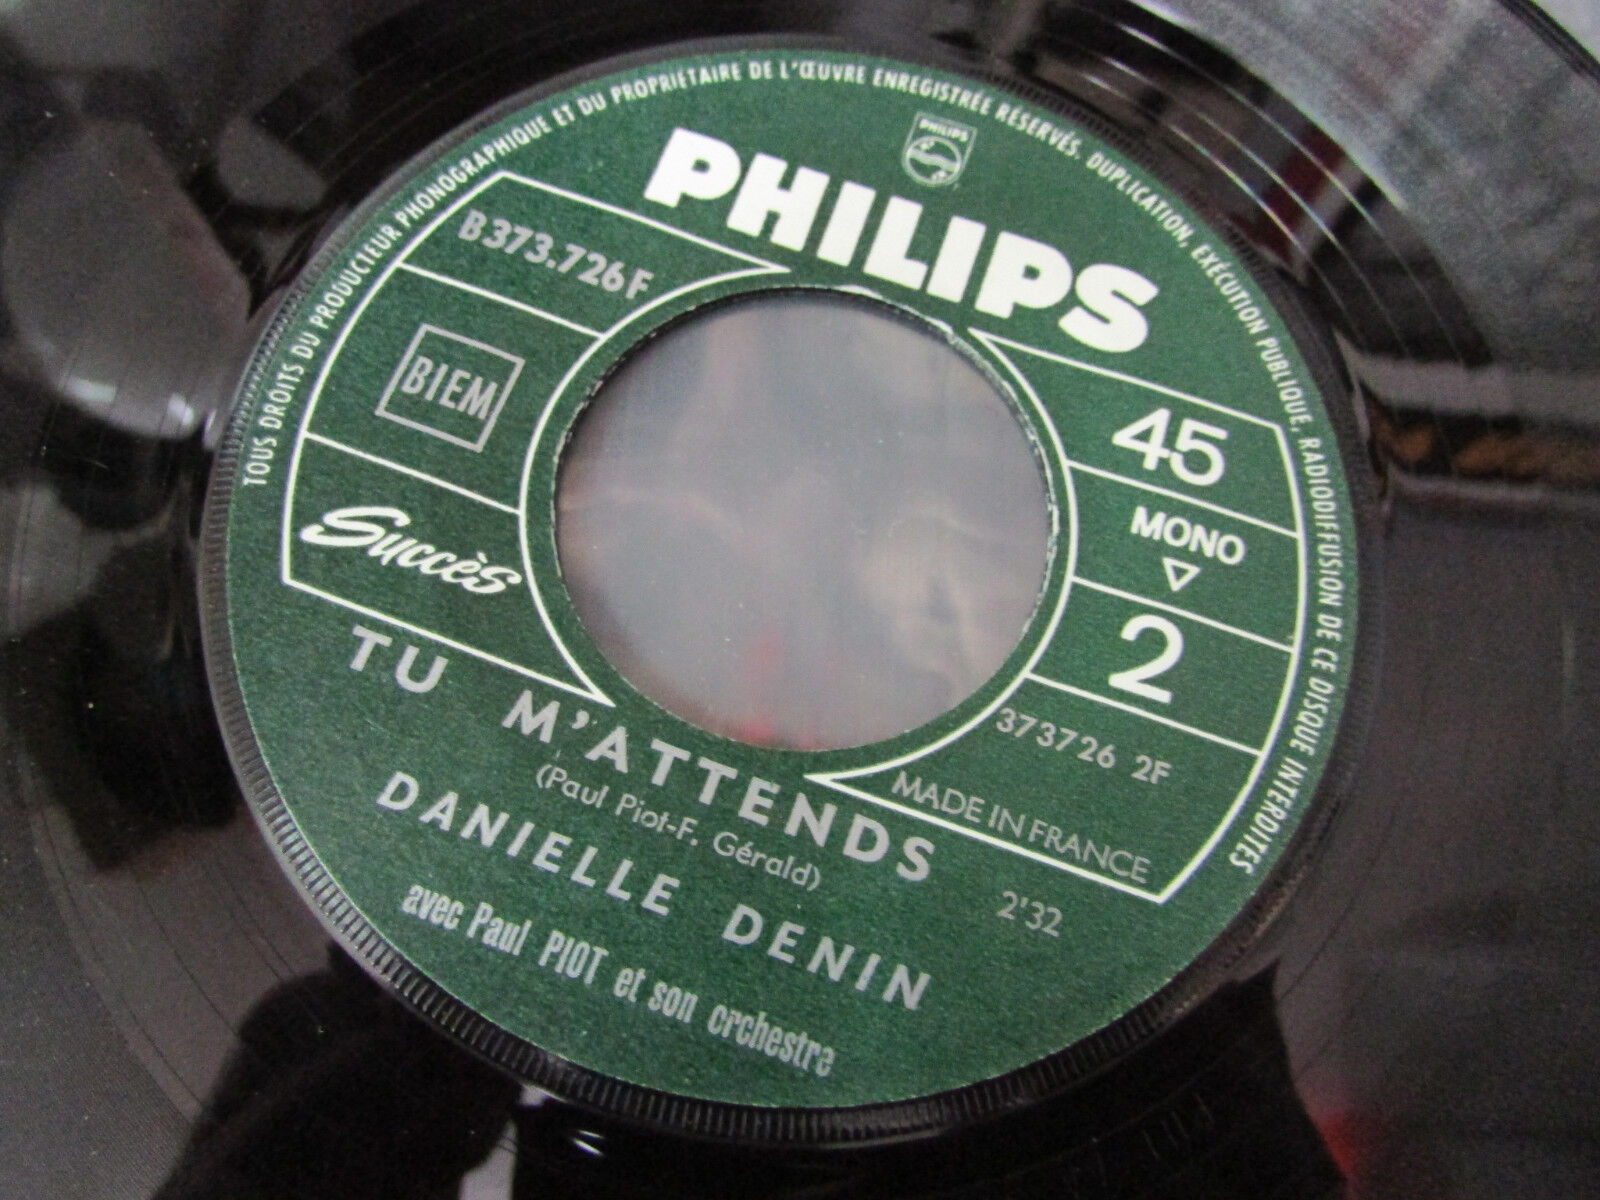 TOUS DROITS DU PRODUCTEUR PHONOGRAPHIQUE ET DU PROPRIÉTAIRE DE L'ŒUVRE ENREGISTRÉE RÉSERVÉS. DUPLICATION, EXÉCUTION PUBLIQUE, RADIODIFFUSION DE CE DISQUE INTERDITES
PHILIPS
PHILIPS
B 373.726 F
BIEM
Succès
45
MONO
2
373726 2F
MADE IN FRANCE
TU M'ATTENDS
(Paul Piot-F. Gérald)
2'32
DANIELLE DENIN
avec Paul PIOT et son orchestre